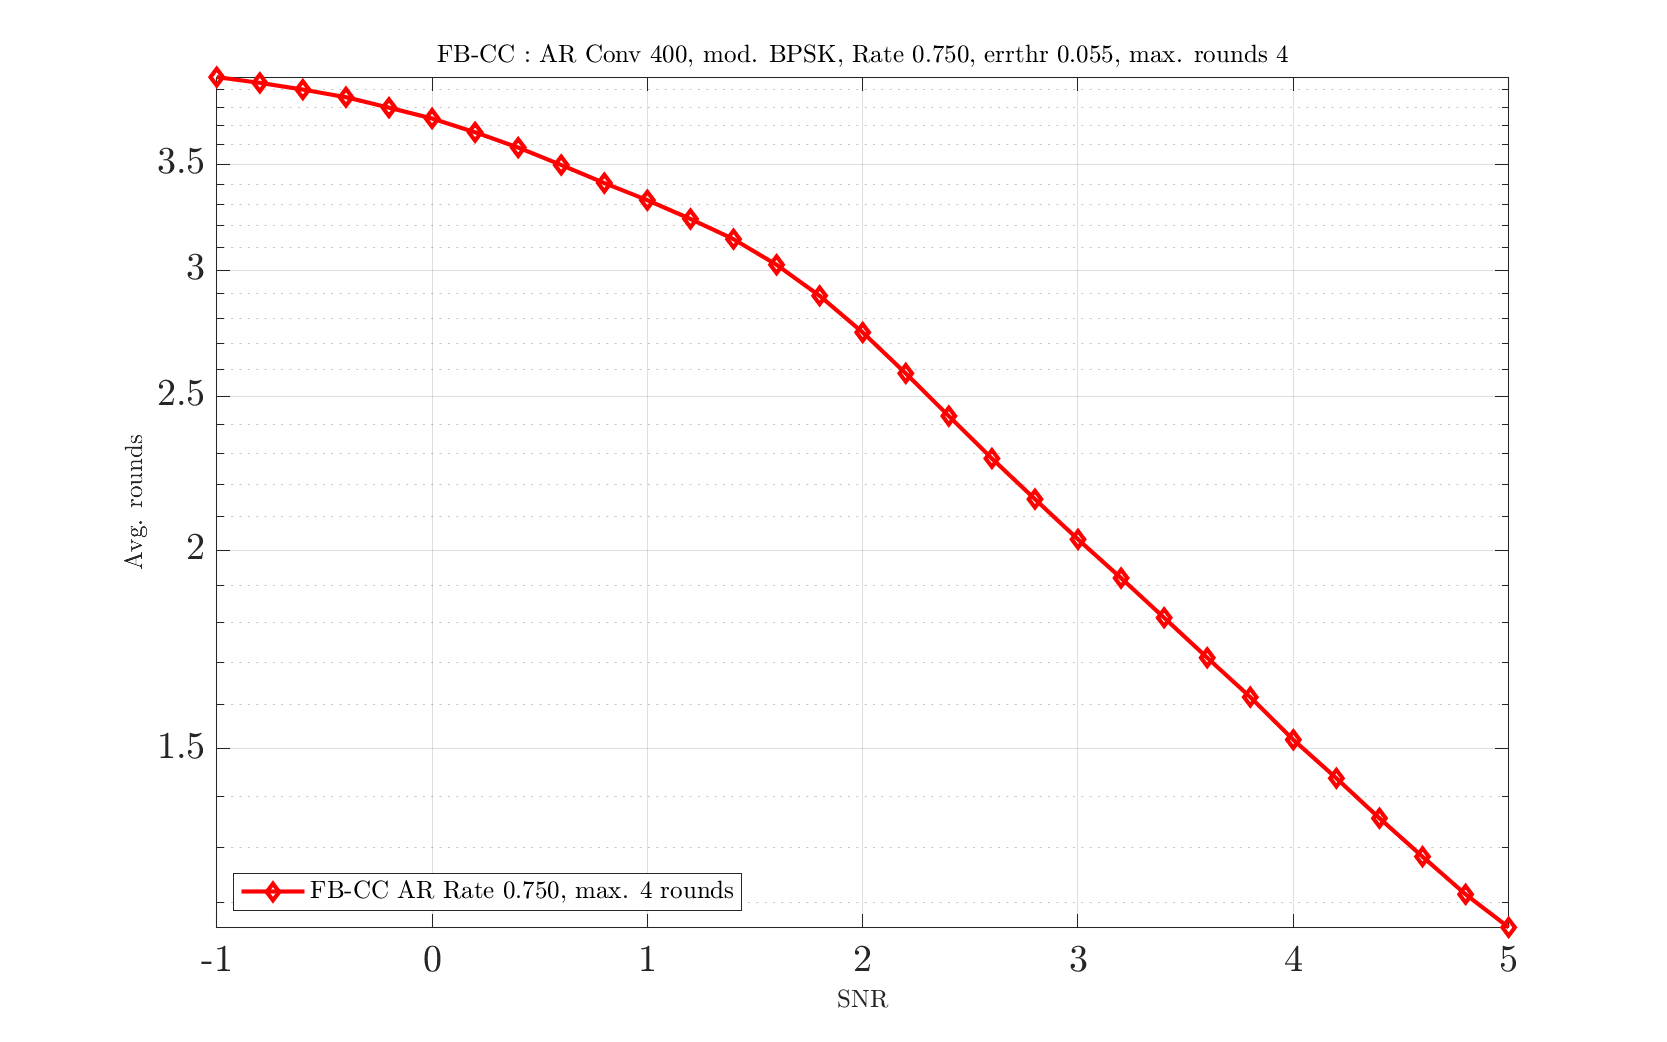 FB-CC : AR Conv 400, mod. BPSK, Rate 0.750, errthr 0.055, max. rounds 4
3.5
3
2.5
2
1.5
Avg. rounds
FB-CC AR Rate 0.750, max. 4 rounds
-1 0 1 2 3 4 5
SNR